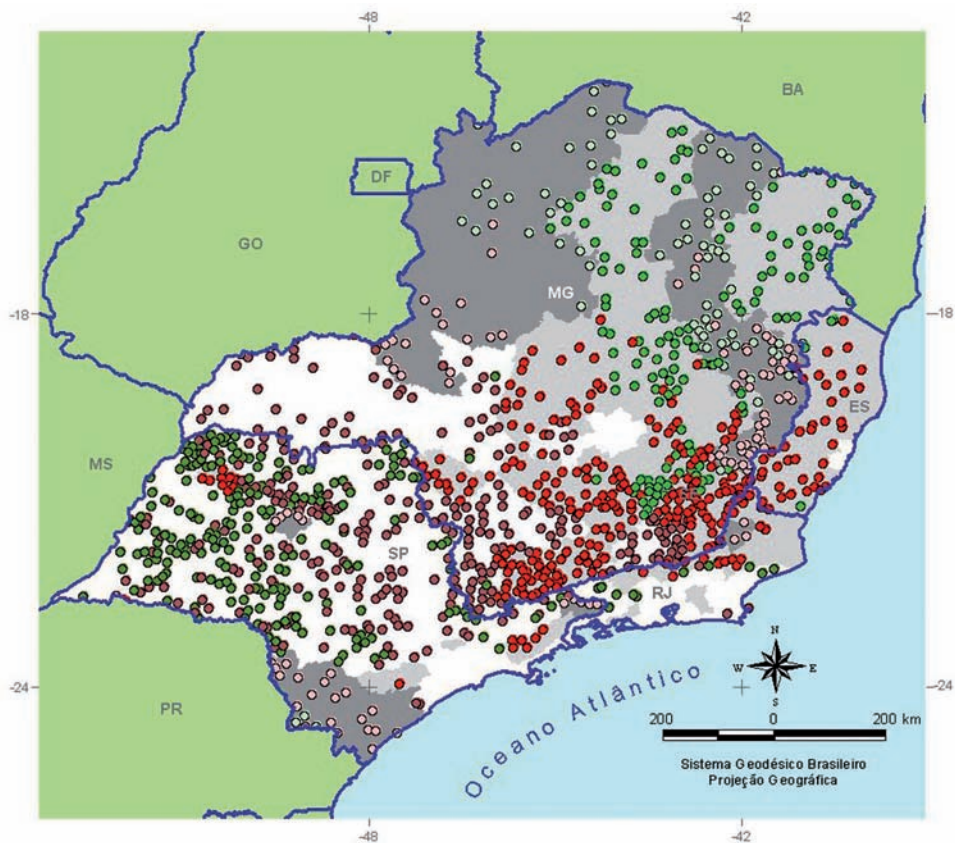 -48
-42
BA
DF
GO
MG
-18
-18
ES
MS
SP
RJ
N
W
E
S
-24
-24
PR
Oceano Atlântico
200
0
200 km
Sistema Geodésico Brasileiro
Projeção Geográfica
-48
-42